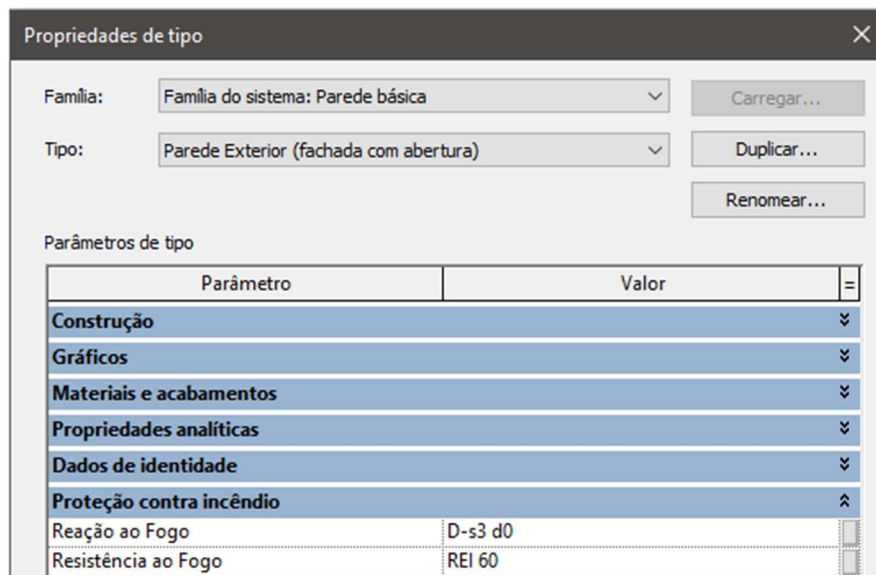 Propriedades de tipo
Família: Família do sistema: Parede básica Carregar...
Tipo: Parede Exterior (fachada com abertura) Duplicar...
Renomear...
Parâmetros de tipo
Parâmetro Valor =
Construção
Gráficos
Materiais e acabamentos
Propriedades analíticas
Dados de identidade
Proteção contra incêndio
Reação ao Fogo D-s3 d0
Resistência ao Fogo REI 60